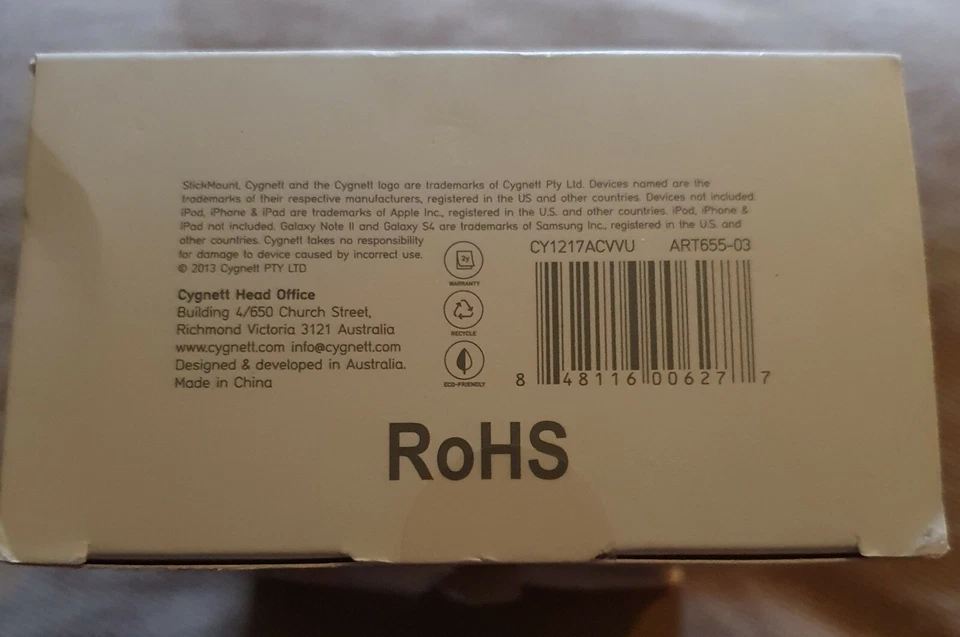 StickMount, Cygnett and the Cygnett logo are trademarks of Cygnett Pty Ltd. Devices named are the
trademarks of their respective manufacturers, registered in the US and other countries. Devices not included.
iPod, iPhone & iPad are trademarks of Apple Inc., registered in the U.S. and other countries. iPod, iPhone &
iPad not included. Galaxy Note II and Galaxy S4 are trademarks of Samsung Inc., registered in the U.S. and
other countries. Cygnett takes no responsibility
for damage to device caused by incorrect use.
© 2013 Cygnett PTY LTD
Cygnett Head Office
Building 4/650 Church Street,
Richmond Victoria 3121 Australia
www.cygnett.com info@cygnett.com
Designed & developed in Australia.
Made in China
2y
WARRANTY
RECYCLE
ECO-FRIENDLY
CY1217ACVVU ART655-03
8 48116 00627 7
RoHS